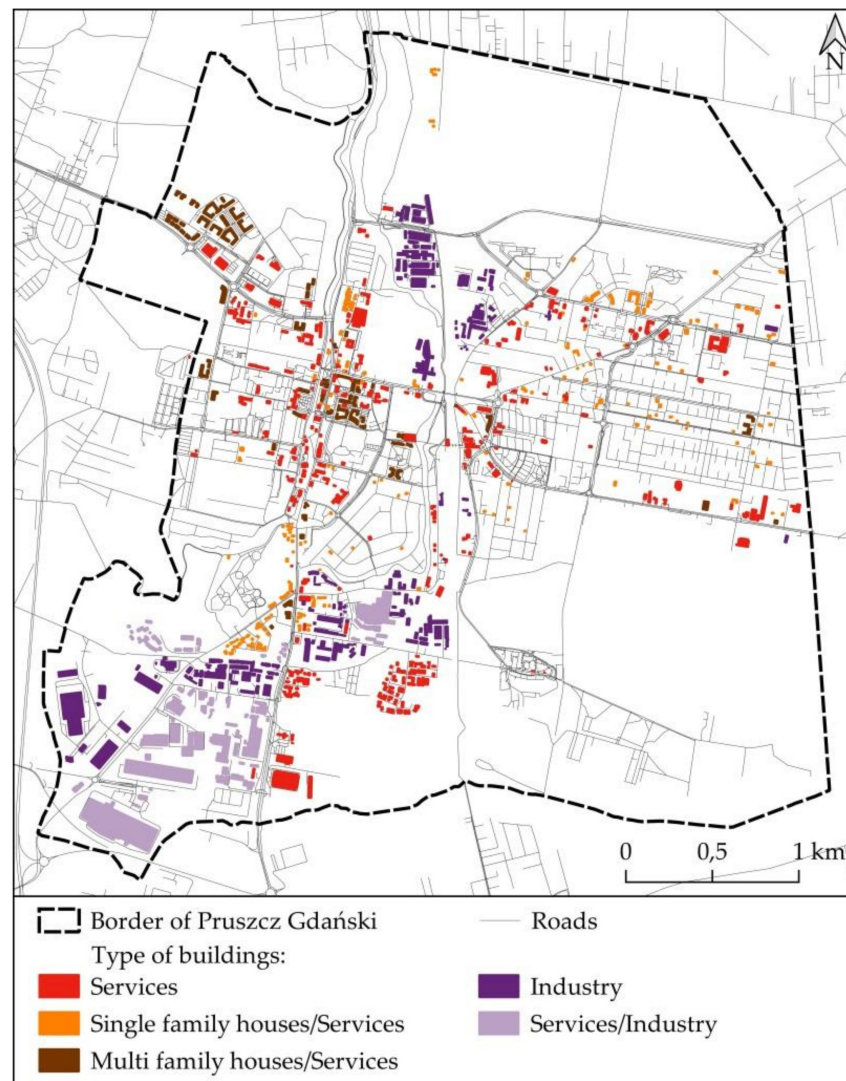 N
0 0,5 1 km
Border of Pruszcz Gdański
Roads
Type of buildings:
Services
Industry
Single family houses/Services
Services/Industry
Multi family houses/Services